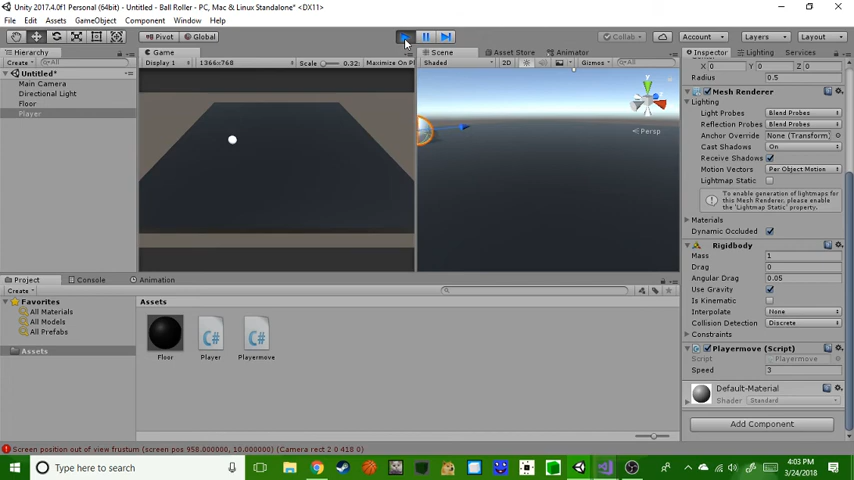 Unity 2017.4.0f1 Personal (64bit) - Untitled - Ball Roller - PC, Mac & Linux Standalone* <DX11>
File Edit Assets GameObject Component Window Help
Pivot Global Collab Account Layers Layout
Hierarchy Game Scene Asset Store Animator Inspector Lighting Services
Create All Display 1 1366x768 Scale 0.32: Maximize On Pl Shaded 2D Gizmos All
X 0 Y 0 Z 0
Untitled*
Main Camera
Directional Light
Floor
Player
y
Persp
Radius 0.5
Mesh Renderer
Lighting
Light Probes Blend Probes
Reflection Probes Blend Probes
Anchor Override None (Transform)
Cast Shadows On
Receive Shadows
Motion Vectors Per Object Motion
Lightmap Static
To enable generation of lightmaps for
this Mesh Renderer, please enable
the 'Lightmap Static' property.
Materials
Dynamic Occluded
Rigidbody
Mass 1
Drag 0
Angular Drag 0.05
Use Gravity
Is Kinematic
Interpolate None
Collision Detection Discrete
Constraints
Playermove (Script)
Script Playermove
Speed 3
Default-Material
Shader Standard
Add Component
Project Console Animation
Create
Favorites
All Materials
All Models
All Prefabs
Assets
Assets
Floor Player Playermove
Screen position out of view frustum (screen pos 958.000000, 10.000000) (Camera rect 2 0 418 0)
Type here to search
4:03 PM
3/24/2018